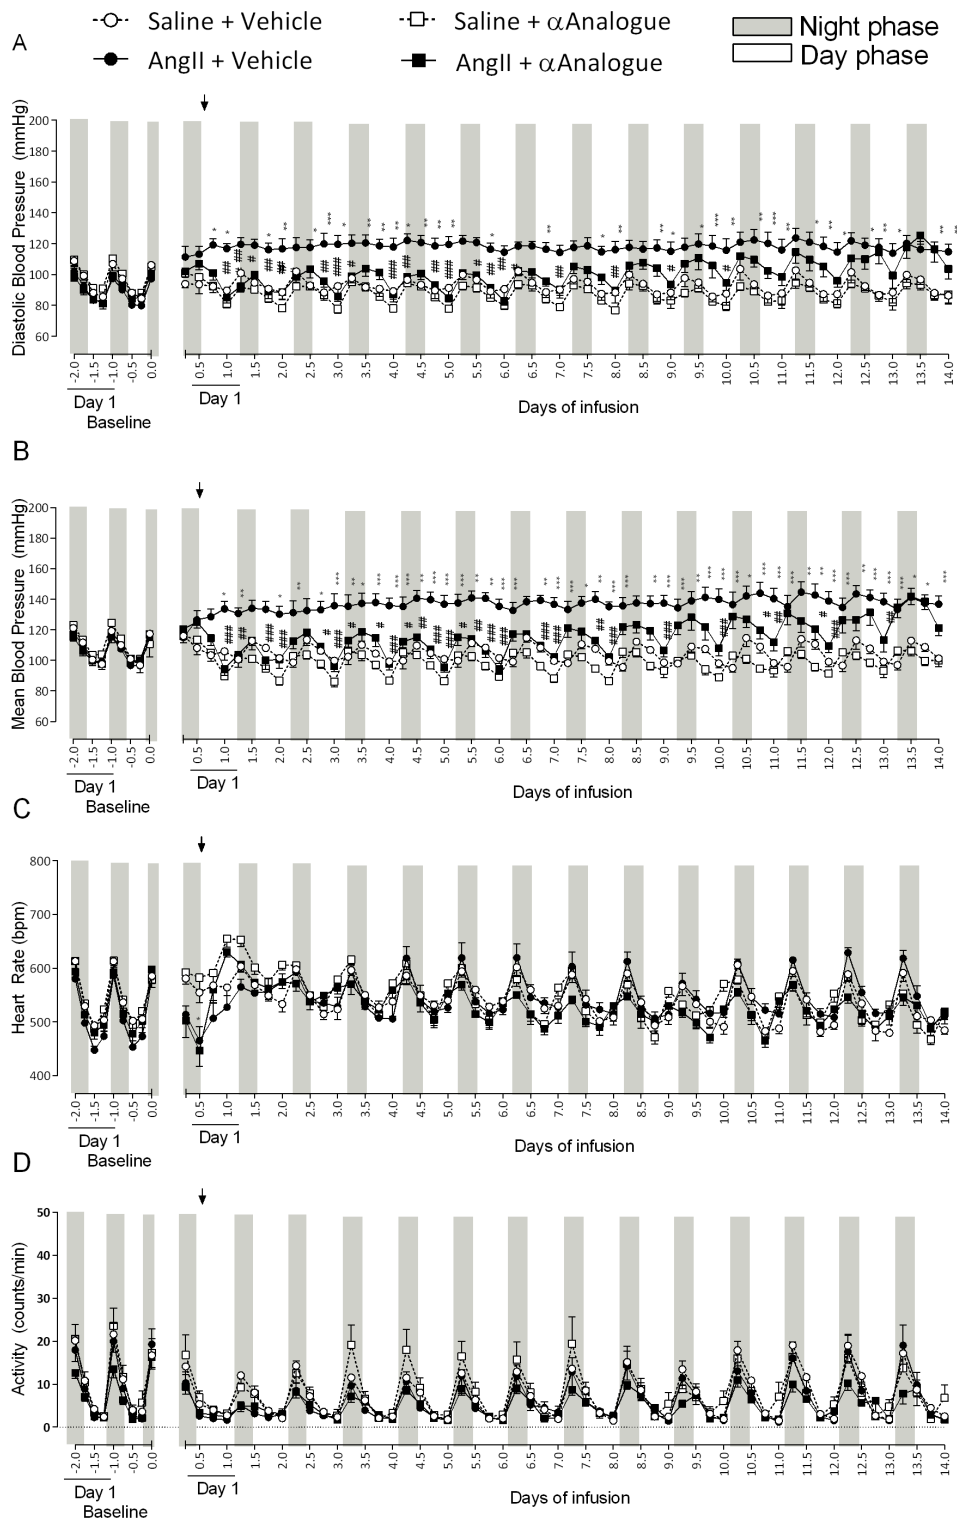 Saline + Vehicle
Saline + αAnalogue
Night phase
AngII + Vehicle
AngII + αAnalogue
Day phase
A
Diastolic Blood Pressure (mmHg)
200
180
160
140
120
100
80
60
-2.0 -1.5 -1.0 -0.5 0.0
0.5 1.0 1.5 2.0 2.5 3.0 3.5 4.0 4.5 5.0 5.5 6.0 6.5 7.0 7.5 8.0 8.5 9.0 9.5 10.0 10.5 11.0 11.5 12.0 12.5 13.0 13.5 14.0
Day 1
Baseline
Day 1
Days of infusion
B
Mean Blood Pressure (mmHg)
200
180
160
140
120
100
80
60
-2.0 -1.5 -1.0 -0.5 0.0
0.5 1.0 1.5 2.0 2.5 3.0 3.5 4.0 4.5 5.0 5.5 6.0 6.5 7.0 7.5 8.0 8.5 9.0 9.5 10.0 10.5 11.0 11.5 12.0 12.5 13.0 13.5 14.0
Day 1
Baseline
Day 1
Days of infusion
C
Heart Rate (bpm)
800
700
600
500
400
-2.0 -1.5 -1.0 -0.5 0.0
0.5 1.0 1.5 2.0 2.5 3.0 3.5 4.0 4.5 5.0 5.5 6.0 6.5 7.0 7.5 8.0 8.5 9.0 9.5 10.0 10.5 11.0 11.5 12.0 12.5 13.0 13.5 14.0
Day 1
Baseline
Day 1
Days of infusion
D
Activity (counts/min)
50
40
30
20
10
0
-2.0 -1.5 -1.0 -0.5 0.0
0.5 1.0 1.5 2.0 2.5 3.0 3.5 4.0 4.5 5.0 5.5 6.0 6.5 7.0 7.5 8.0 8.5 9.0 9.5 10.0 10.5 11.0 11.5 12.0 12.5 13.0 13.5 14.0
Day 1
Baseline
Day 1
Days of infusion